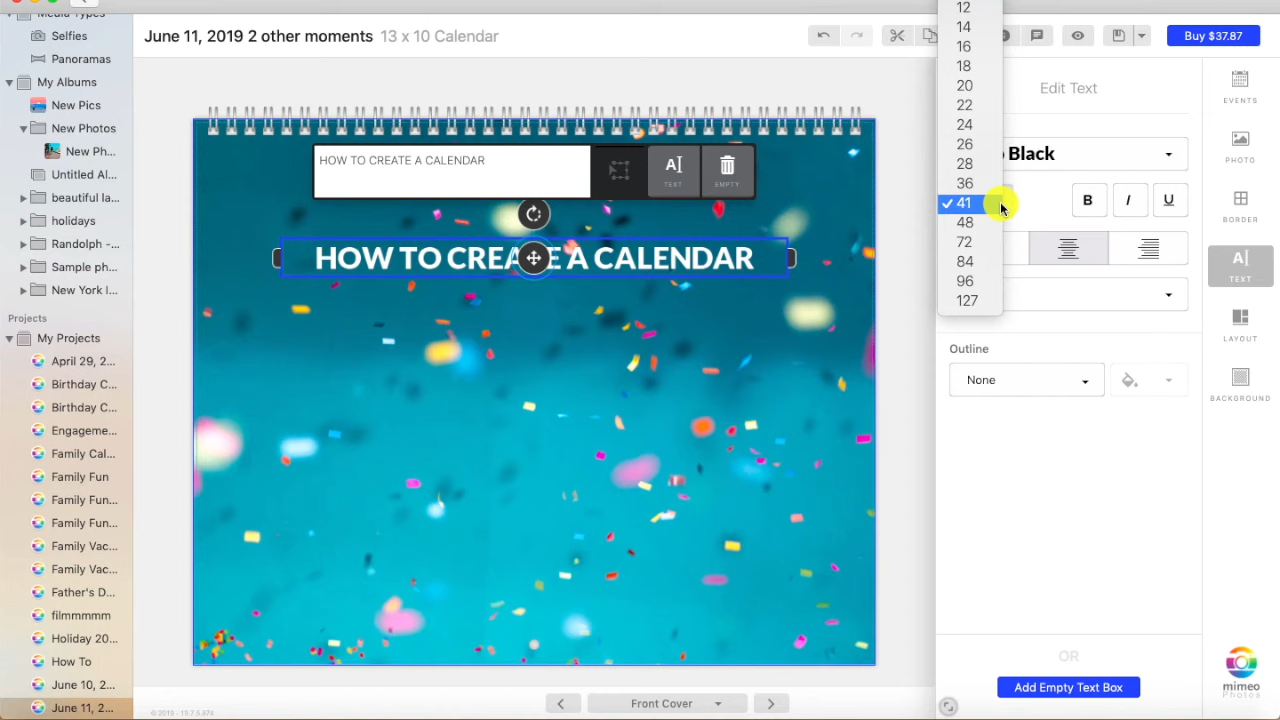 Media Types
Selfies
Panoramas
My Albums
New Pics
New Photos
New Ph...
Untitled Al...
beautiful la...
holidays
Randolph -...
Sample ph...
New York I...
Projects
My Projects
April 29, 2...
Birthday C...
Birthday C...
Engageme...
Family Cal...
Family Fun
Family Fun...
Family Fun...
Family Vac...
Family Vac...
Father's D...
filmmmmm
Holiday 20...
How To
June 10, 2...
June 11, 2...
June 11, 2019 2 other moments 13 x 10 Calendar
Buy $37.87
HOW TO CREATE A CALENDAR
TEXT
EMPTY
HOW TO CREATE A CALENDAR
Front Cover
© 2019 - 19.7.5.874
12
14
16
18
20
22
24
26
28
36
41
48
72
84
96
127
Edit Text
Black
B I U
Outline
None
OR
Add Empty Text Box
EVENTS
PHOTO
BORDER
TEXT
LAYOUT
BACKGROUND
mimeo
Photos